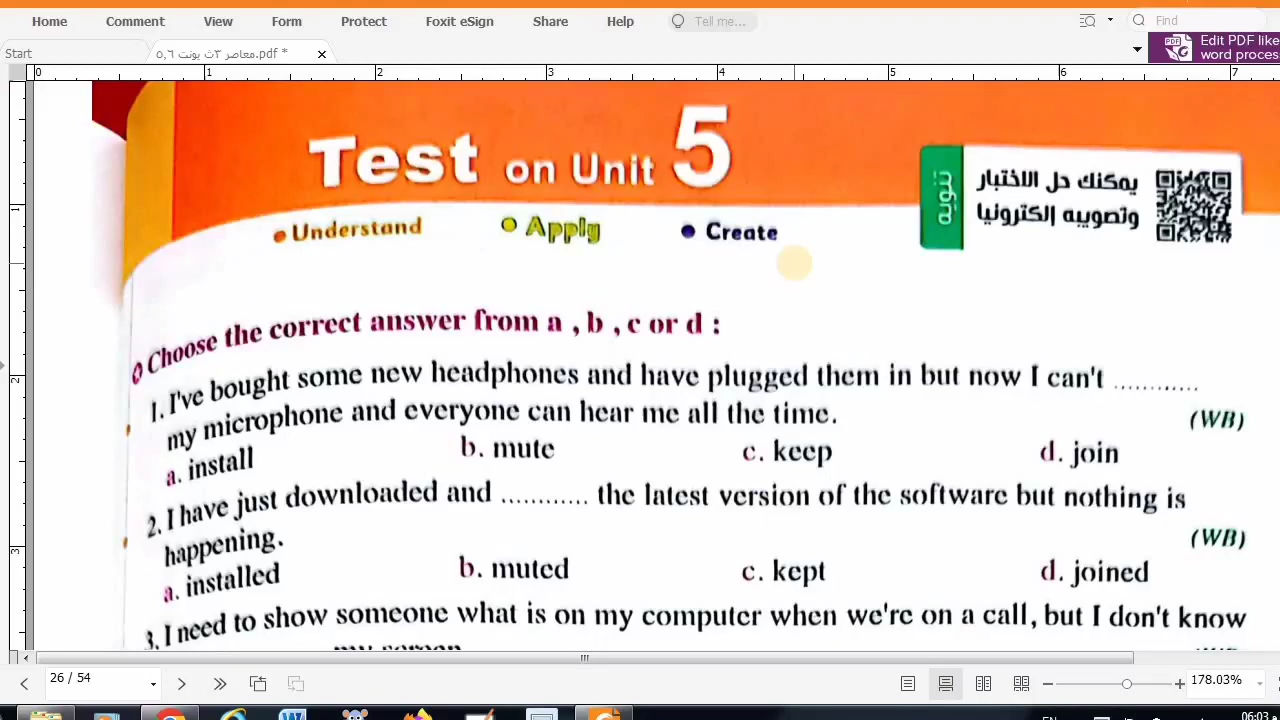 Home Comment View Form Protect Foxit eSign Share Help Tell me... Find
Start معاصر ٣ث يونت ٥,٦.pdf *
Edit PDF like
word proces
0 1 2 3 4 5 6 7
Test on Unit 5
• Understand • Apply • Create
تنويه
يمكنك حل الاختبار
وتصويبه إلكترونيا
Choose the correct answer from a , b , c or d :
1. I've bought some new headphones and have plugged them in but now I can't ............
my microphone and everyone can hear me all the time. (WB)
a. install b. mute c. keep d. join
2. I have just downloaded and ............ the latest version of the software but nothing is
happening. (WB)
a. installed b. muted c. kept d. joined
3. I need to show someone what is on my computer when we're on a call, but I don't know
my screen
26 / 54 178.03%
EN 06:03